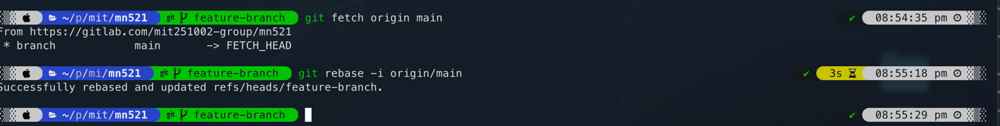 ~/p/mit/mn521 git feature-branch git fetch origin main ✔ 08:54:35 pm
From https://gitlab.com/mit251002-group/mn521
* branch main -> FETCH_HEAD
~/p/mi/mn521 git feature-branch git rebase -i origin/main ✔ 3s 08:55:18 pm
Successfully rebased and updated refs/heads/feature-branch.
~/p/mit/mn521 git feature-branch ✔ 08:55:29 pm